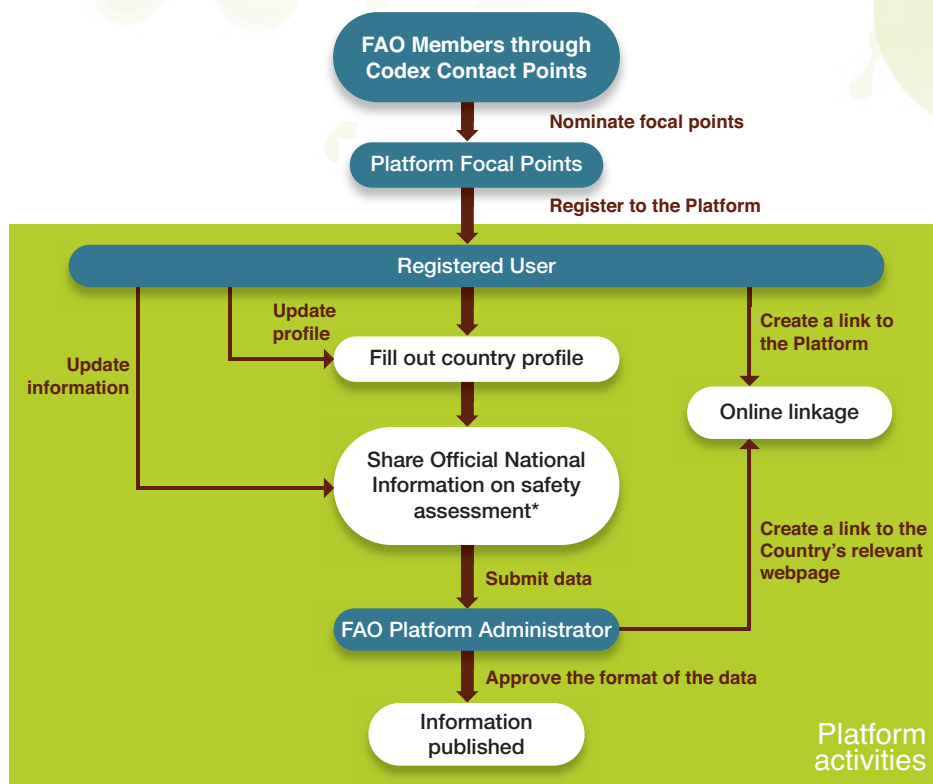 FAO Members through
Codex Contact Points
Nominate focal points
Platform Focal Points
Register to the Platform
Registered User
Update
profile
Create a link to
the Platform
Update
information
Fill out country profile
Online linkage
Share Official National
Information on safety
assessment*
Create a link to the
Country's relevant
webpage
Submit data
FAO Platform Administrator
Approve the format of the data
Information
published
Platform
activities